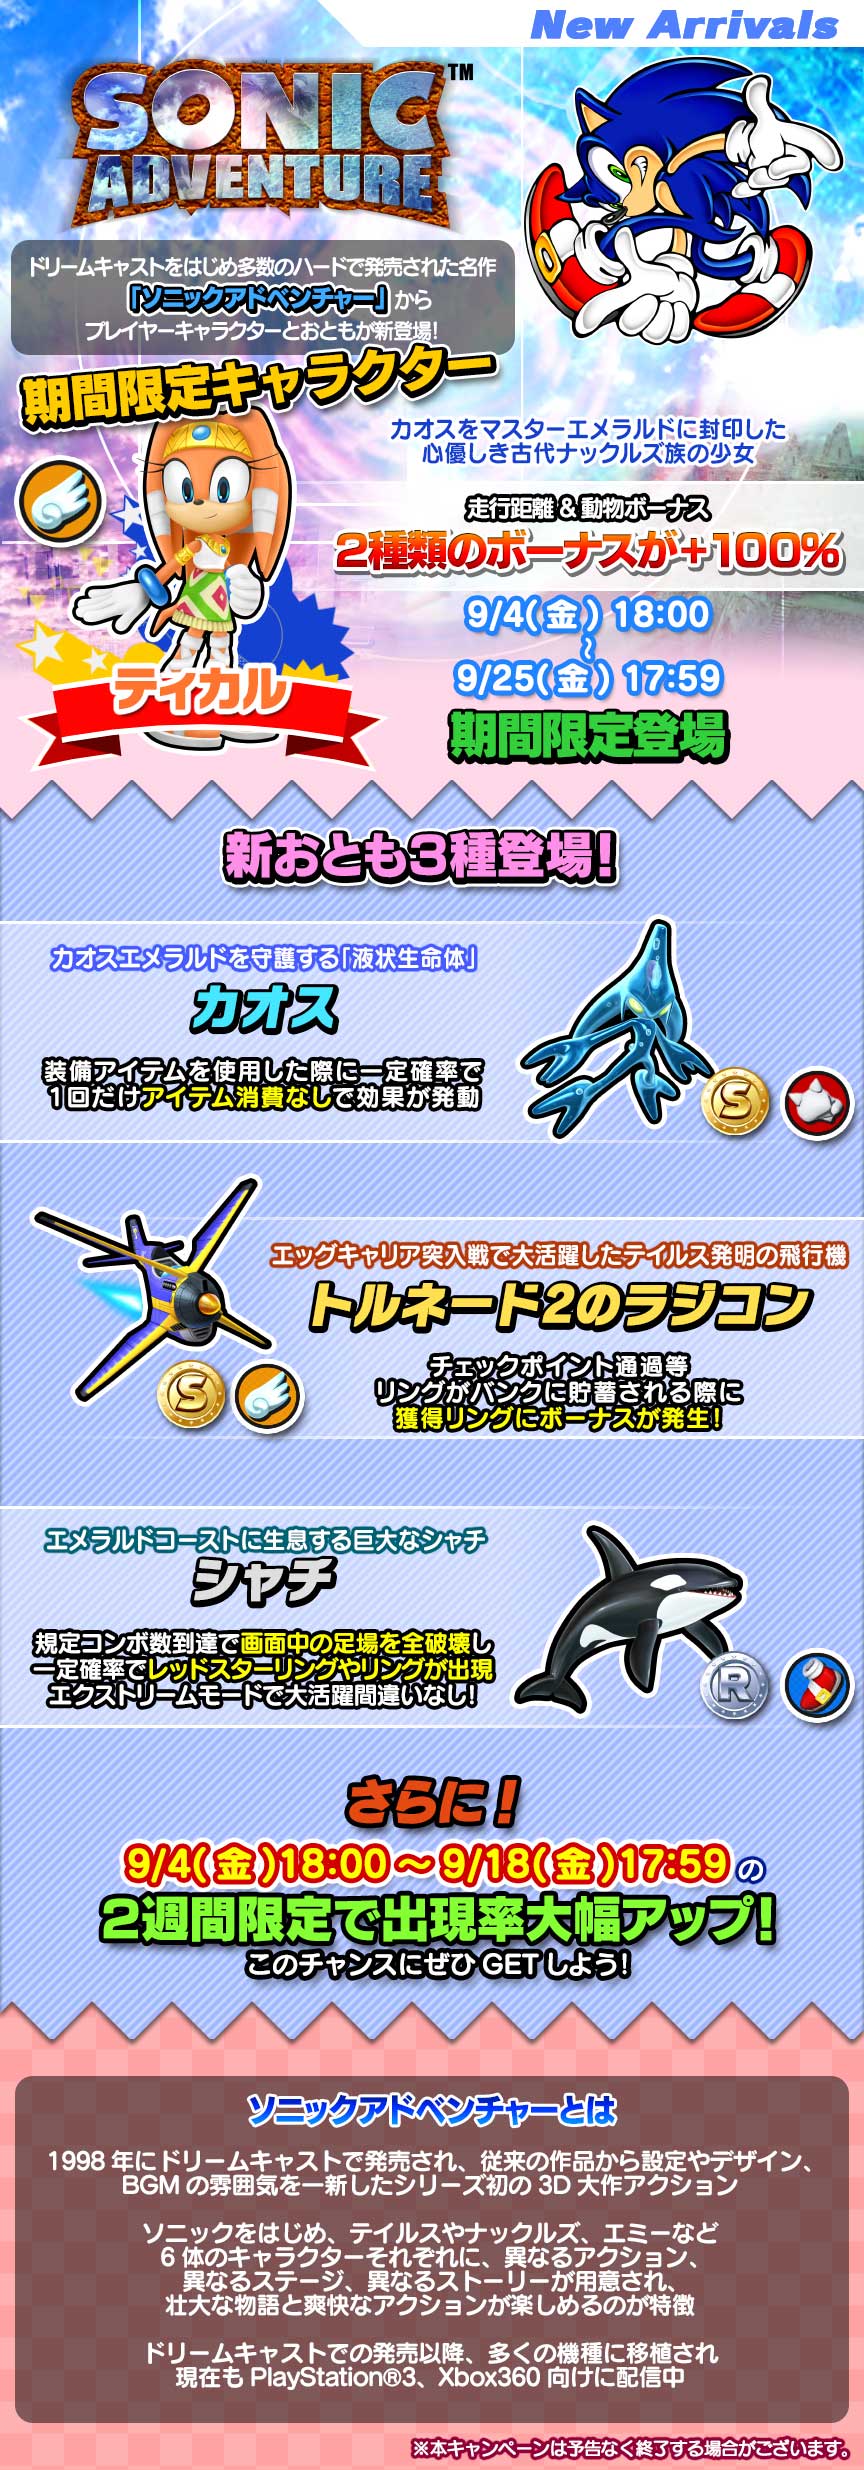 New Arrivals
SONIC™
ADVENTURE
ドリームキャストをはじめ多数のハードで発売された名作
「ソニックアドベンチャー」から
プレイヤーキャラクターとおともが新登場!
期間限定キャラクター
カオスをマスターエメラルドに封印した
心優しき古代ナックルズ族の少女
走行距離&動物ボーナス
2種類のボーナスが+100%
9/4(金) 18:00
~
9/25(金) 17:59
期間限定登場
ティカル
新おとも3種登場!
カオスエメラルドを守護する「液状生命体」
カオス
装備アイテムを使用した際に一定確率で
1回だけアイテム消費なしで効果が発動
S
エッグキャリア突入戦で大活躍したテイルス発明の飛行機
トルネード2のラジコン
チェックポイント通過等
リングがバンクに貯蓄される際に
獲得リングにボーナスが発生!
S
エメラルドコーストに生息する巨大なシャチ
シャチ
規定コンボ数到達で画面中の足場を全破壊し
一定確率でレッドスターリングやリングが出現
エクストリームモードで大活躍間違いなし!
R
さらに!
9/4(金)18:00~9/18(金)17:59の
2週間限定で出現率大幅アップ!
このチャンスにぜひGETしよう!
ソニックアドベンチャーとは
1998年にドリームキャストで発売され、従来の作品から設定やデザイン、
BGMの雰囲気を一新したシリーズ初の3D大作アクション
ソニックをはじめ、テイルスやナックルズ、エミーなど
6体のキャラクターそれぞれに、異なるアクション、
異なるステージ、異なるストーリーが用意され、
壮大な物語と爽快なアクションが楽しめるのが特徴
ドリームキャストでの発売以降、多くの機種に移植され
現在もPlayStation®3、Xbox360向けに配信中
※本キャンペーンは予告なく終了する場合がございます。